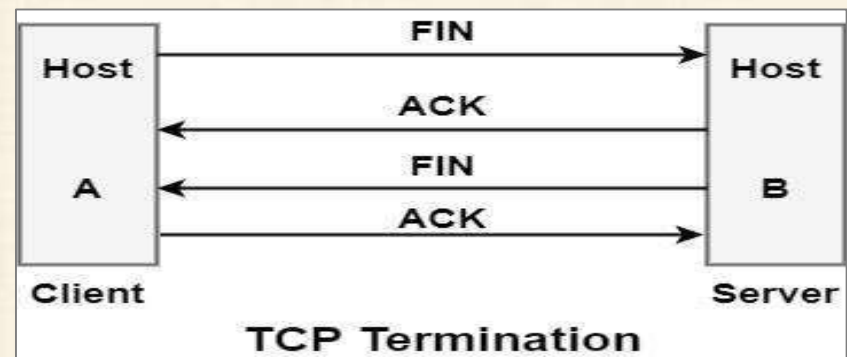 FIN
Host
Host
ACK
FIN
A
B
ACK
Client
Server
TCP Termination